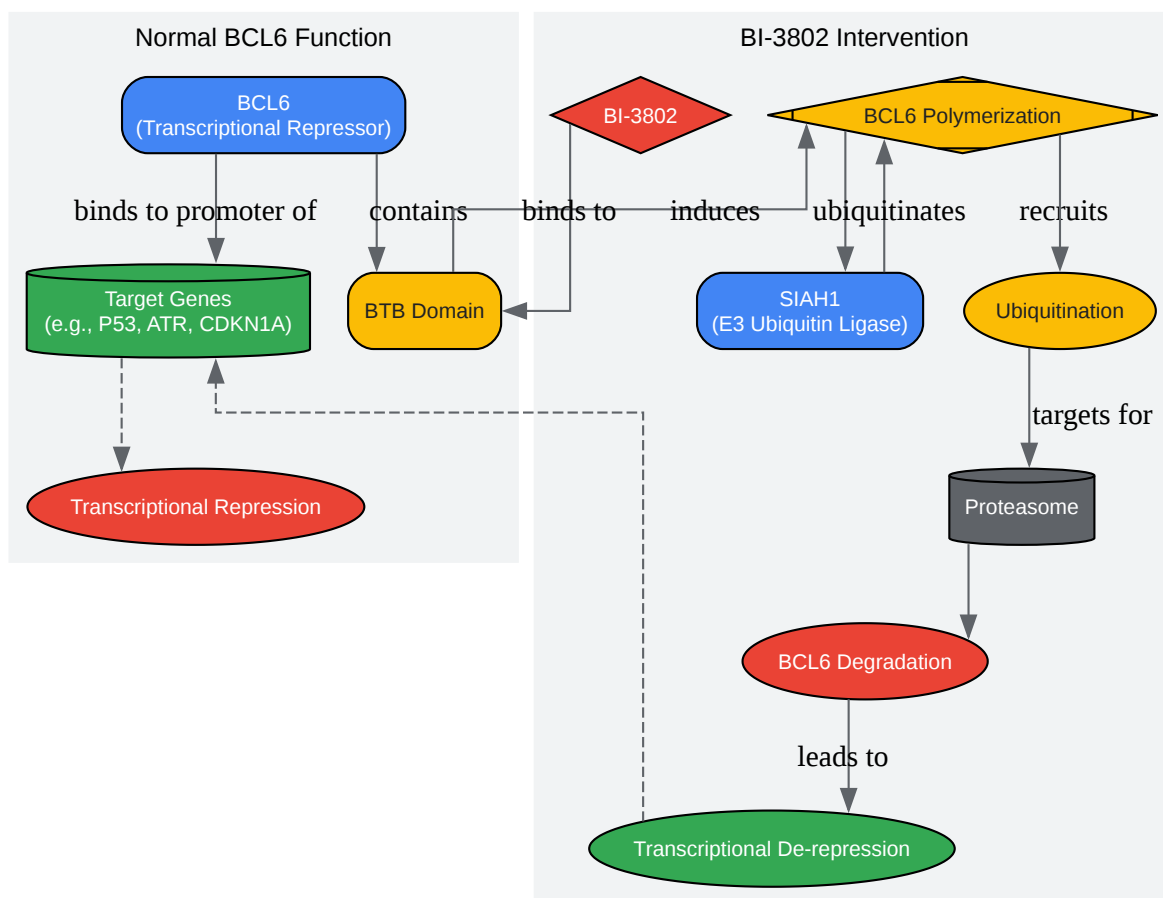 Normal BCL6 Function
BI-3802 Intervention
BCL6
(Transcriptional Repressor)
BI-3802
BCL6 Polymerization
binds to promoter of
contains
binds to
induces
ubiquitinates
recruits
Target Genes
(e.g., P53, ATR, CDKN1A)
BTB Domain
SIAH1
(E3 Ubiquitin Ligase)
Ubiquitination
targets for
Transcriptional Repression
Proteasome
BCL6 Degradation
leads to
Transcriptional De-repression